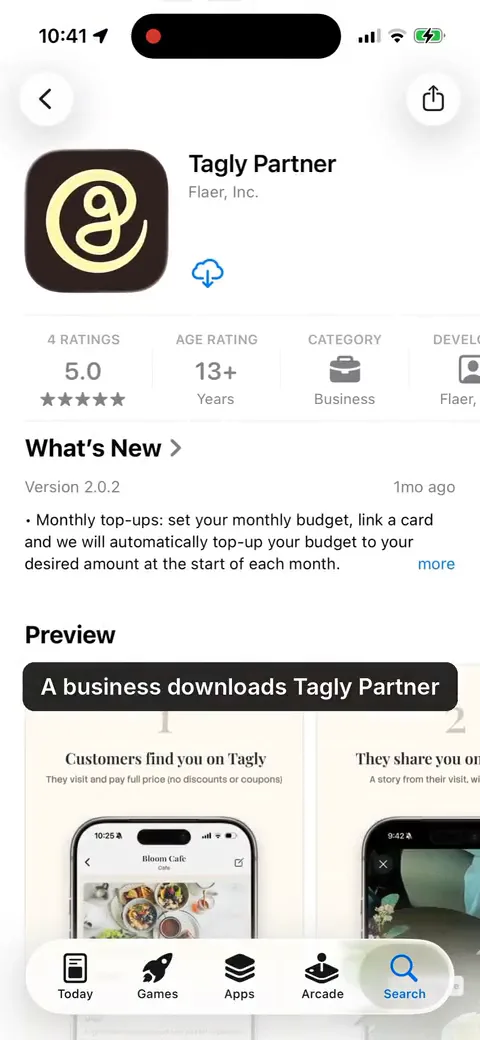 10:41
Tagly Partner
Flaer, Inc.
4 RATINGS
5.0
AGE RATING
13+
Years
CATEGORY
Business
DEVEL
Flaer,
What's New
Version 2.0.2
1mo ago
• Monthly top-ups: set your monthly budget, link a card
and we will automatically top-up your budget to your
desired amount at the start of each month.
more
Preview
A business downloads Tagly Partner
1
Customers find you on Tagly
They visit and pay full price (no discounts or coupons)
10:25
Bloom Cafe
Cafe
2
They share you on
A story from their visit, wi
9:42
Today
Games
Apps
Arcade
Search